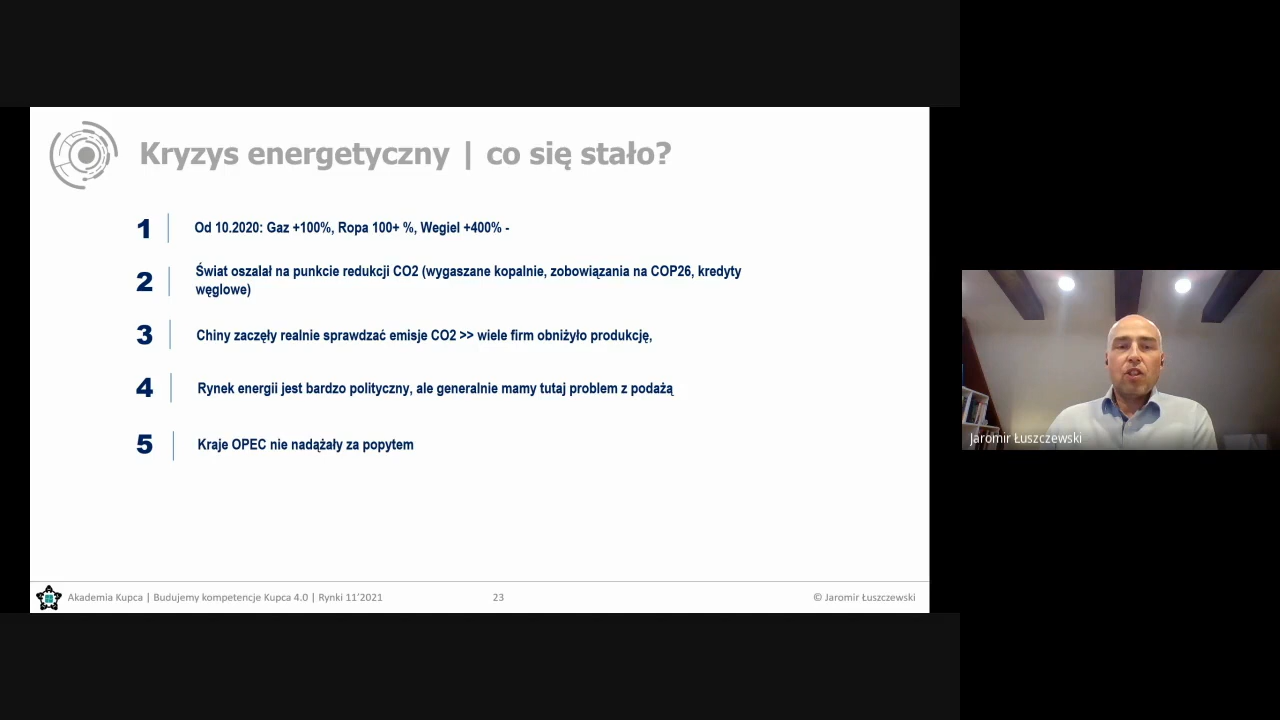 Kryzys energetyczny | co się stało?
1
Od 10.2020: Gaz +100%, Ropa 100+ %, Wegiel +400% -
2
Świat oszalał na punkcie redukcji CO2 (wygaszane kopalnie, zobowiązania na COP26, kredyty
węglowe)
3
Chiny zaczęły realnie sprawdzać emisje CO2 >> wiele firm obniżyło produkcję,
4
Rynek energii jest bardzo polityczny, ale generalnie mamy tutaj problem z podażą
5
Kraje OPEC nie nadążały za popytem
Akademia Kupca | Budujemy kompetencje Kupca 4.0 | Rynki 11’2021
23
© Jaromir Łuszczewski
Jaromir Łuszczewski